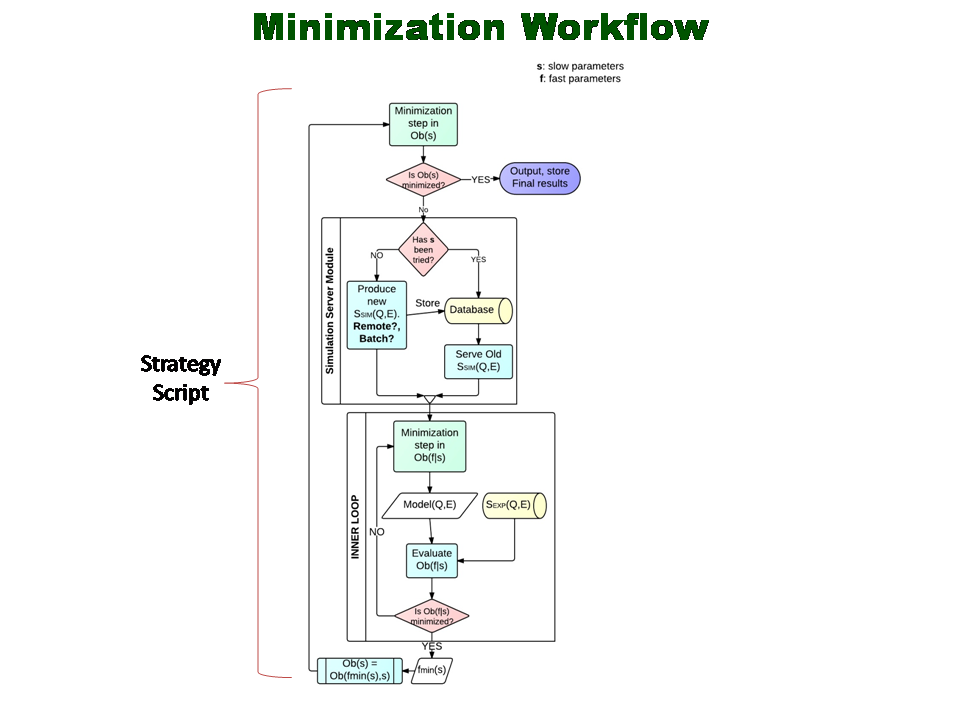 Minimization Workflow
s: slow parameters
f: fast parameters
Minimization
step in
Ob(s)
Is Ob(s)
minimized?
YES
Output, store
Final results
No
Simulation Server Module
Has s
been
tried?
NO
YES
Produce
new
SSIM(Q,E).
Remote?,
Batch?
Store
Database
Serve Old
SSIM(Q,E)
Strategy
Script
INNER LOOP
Minimization
step in
Ob(f|s)
Model(Q,E)
SEXP(Q,E)
NO
Evaluate
Ob(f|s)
Is Ob(f|s)
minimized?
YES
Ob(s) =
Ob(fmin(s),s)
fmin(s)